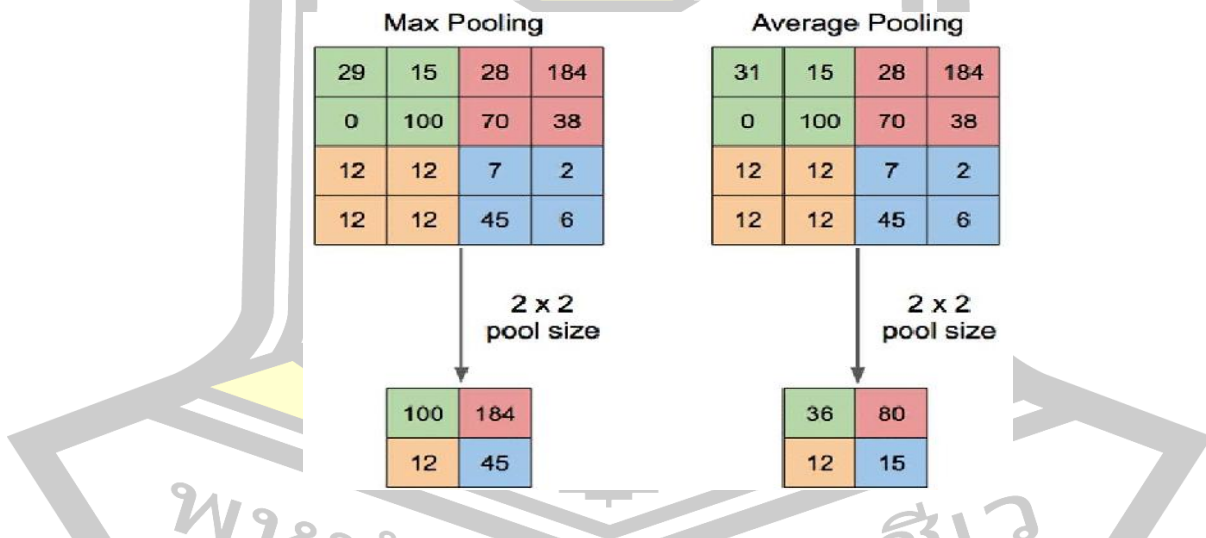 Max Pooling
29 15 28 184
0 100 70 38
12 12 7 2
12 12 45 6
2 x 2
pool size
100 184
12 45
Average Pooling
31 15 28 184
0 100 70 38
12 12 7 2
12 12 45 6
2 x 2
pool size
36 80
12 15